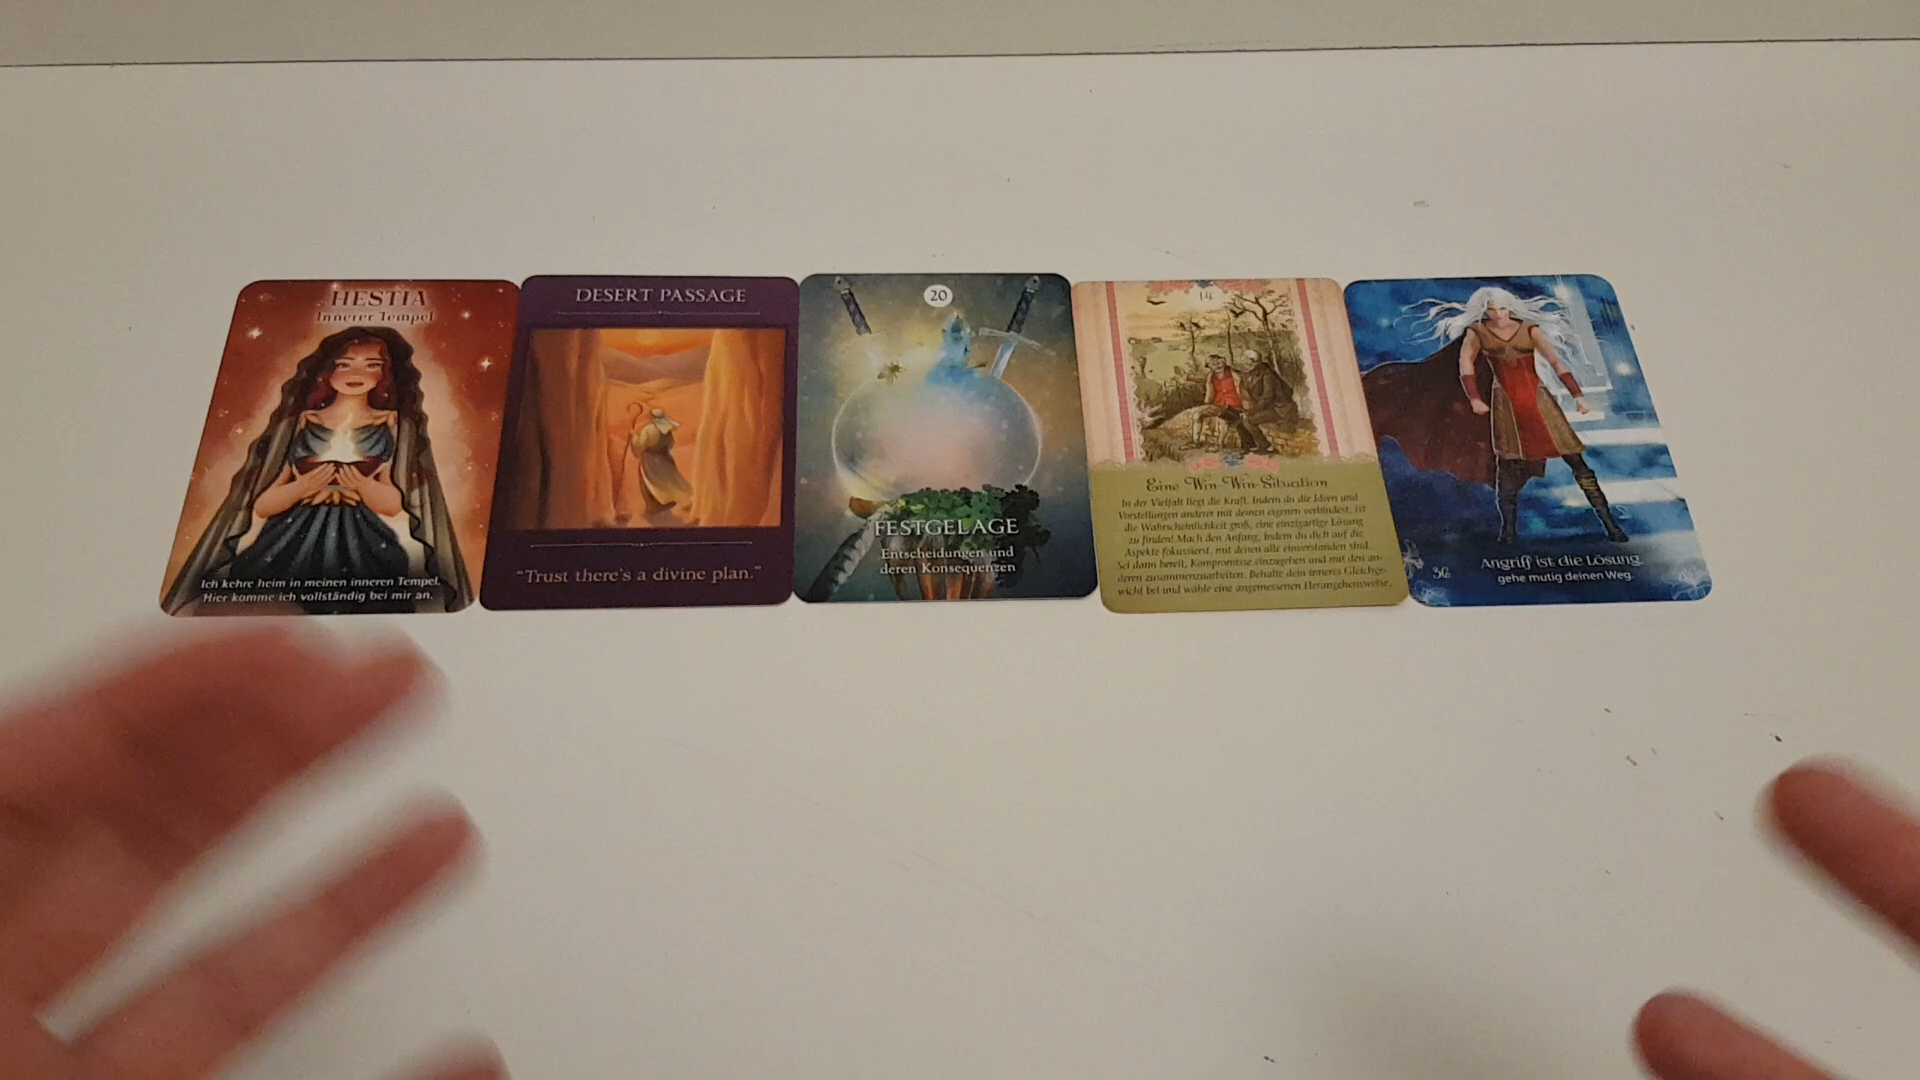 HESTIA
Innerer Tempel
Ich kehre heim in meinen inneren Tempel.
Hier komme ich vollständig bei mir an.
DESERT PASSAGE
"Trust there's a divine plan."
20
FESTGELAGE
Entscheidungen und
deren Konsequenzen
14
Eine Win-Win-Situation
In der Vielfalt liegt die Kraft. Indem du die Ideen und
Vorstellungen anderer mit deinen eigenen verbindest, ist
die Wahrscheinlichkeit groß, eine einzigartige Lösung
zu finden! Mach den Anfang, indem du dich auf die
Aspekte fokussierst, mit denen alle einverstanden sind.
Sei dann bereit, Kompromisse einzugehen und mit den an-
deren zusammenzuarbeiten. Behalte dein inneres Gleichge-
wicht bei und wähle eine angemessenen Herangehensweise.
36
Angriff ist die Lösung,
gehe mutig deinen Weg.